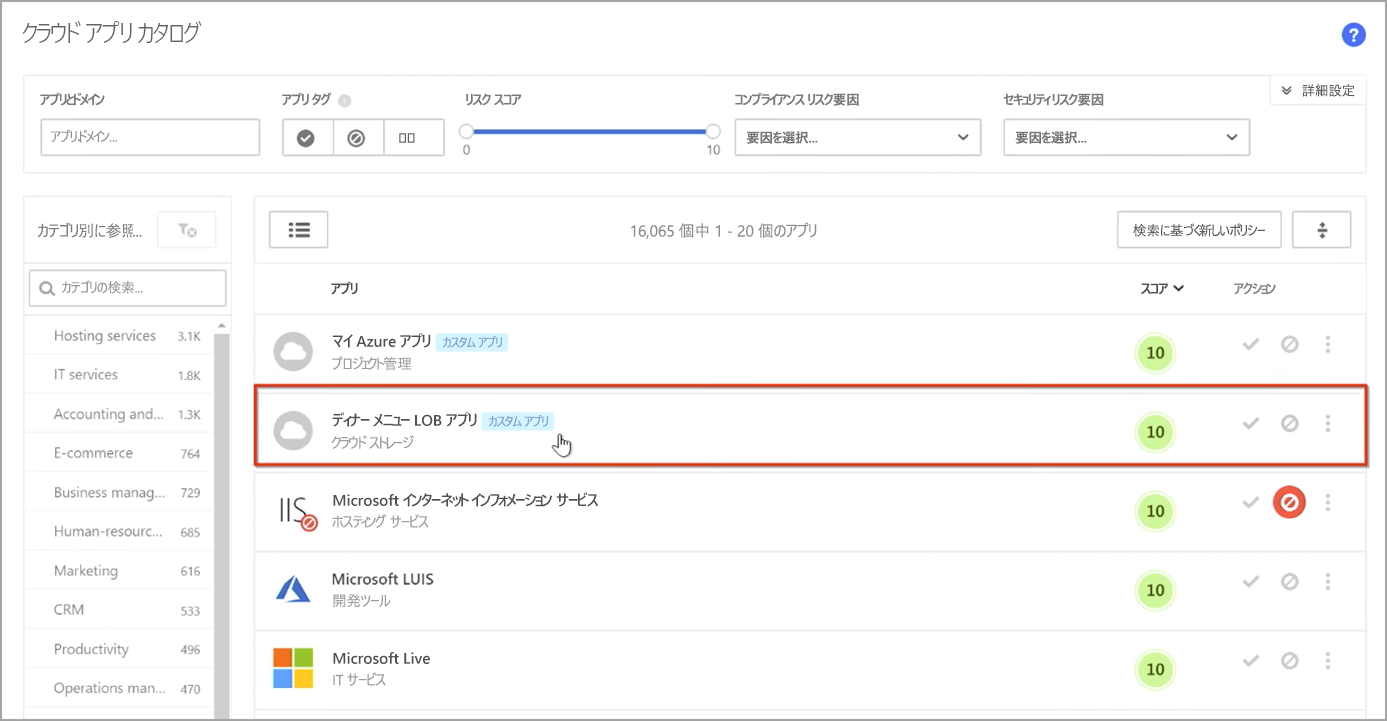 クラウド アプリ カタログ
?
アプリとドメイン
アプリ タグ
リスク スコア
コンプライアンス リスク要因
セキュリティ リスク要因
詳細設定
アプリドメイン...
要因を選択...
要因を選択...
0
10
カテゴリ別に参照...
16,065 個中 1 - 20 個のアプリ
検索に基づく新しいポリシー
カテゴリの検索...
アプリ
スコア
アクション
Hosting services 3.1K
IT services 1.8K
Accounting and... 1.3K
E-commerce 764
Business manag... 729
Human-resourc... 685
Marketing 616
CRM 533
Productivity 496
Operations man... 470
マイ Azure アプリ カスタム アプリ
プロジェクト管理
10
ディナー メニュー LOB アプリ カスタム アプリ
クラウド ストレージ
10
IIS
Microsoft インターネット インフォメーション サービス
ホスティング サービス
10
Microsoft LUIS
開発ツール
10
Microsoft Live
IT サービス
10